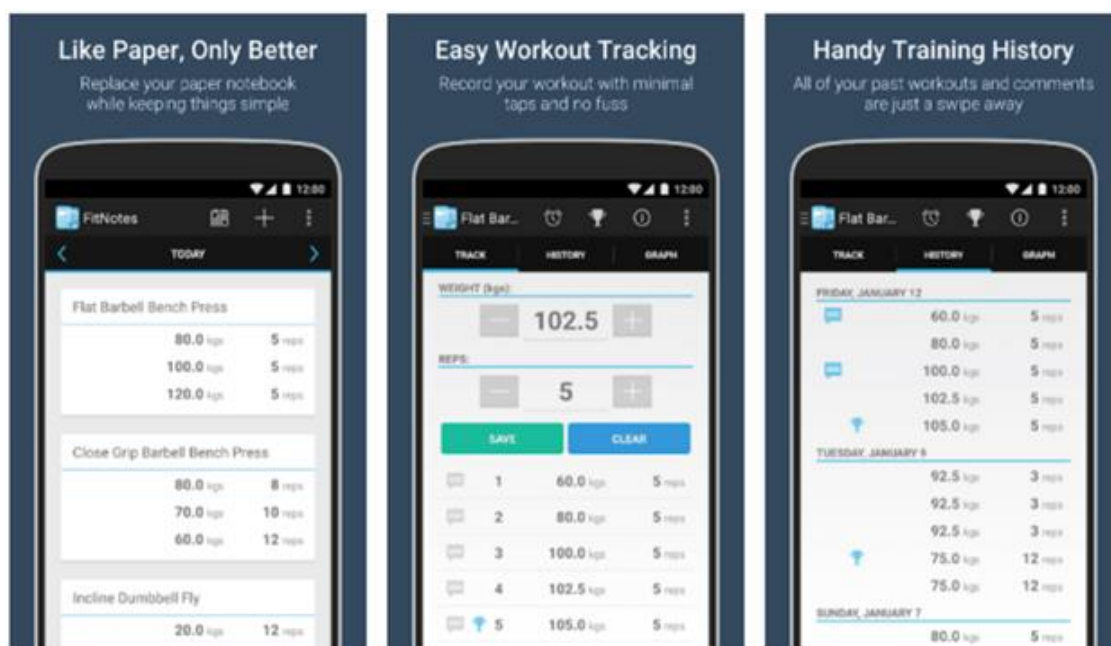 Like Paper, Only Better
Replace your paper notebook
while keeping things simple
12:00
FitNotes
TODAY
Flat Barbell Bench Press
80.0 kgs 5 reps
100.0 kgs 5 reps
120.0 kgs 5 reps
Close Grip Barbell Bench Press
80.0 kgs 8 reps
70.0 kgs 10 reps
60.0 kgs 12 reps
Incline Dumbbell Fly
20.0 kgs 12 reps
Easy Workout Tracking
Record your workout with minimal
taps and no fuss
12:00
Flat Bar...
TRACK HISTORY GRAPH
WEIGHT (kgs):
102.5
REPS:
5
SAVE CLEAR
1 60.0 kgs 5 reps
2 80.0 kgs 5 reps
3 100.0 kgs 5 reps
4 102.5 kgs 5 reps
5 105.0 kgs 5 reps
Handy Training History
All of your past workouts and comments
are just a swipe away
12:00
Flat Bar...
TRACK HISTORY GRAPH
FRIDAY, JANUARY 12
60.0 kgs 5 reps
80.0 kgs 5 reps
100.0 kgs 5 reps
102.5 kgs 5 reps
105.0 kgs 5 reps
TUESDAY, JANUARY 9
92.5 kgs 3 reps
92.5 kgs 3 reps
92.5 kgs 3 reps
75.0 kgs 12 reps
75.0 kgs 12 reps
SUNDAY, JANUARY 7
80.0 kgs 5 reps